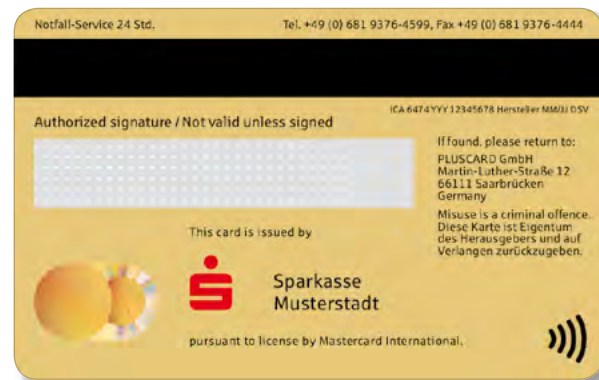 Notfall-Service 24 Std. Tel. +49 (0) 681 9376-4599, Fax +49 (0) 681 9376-4444
ICA 6474 YYY 12345678 Hersteller MM/JJ DSV
Authorized signature / Not valid unless signed
If found, please return to:
PLUSCARD GmbH
Martin-Luther-Straße 12
66111 Saarbrücken
Germany
Misuse is a criminal offence.
Diese Karte ist Eigentum
des Herausgebers und auf
Verlangen zurückzugeben.
This card is issued by
Sparkasse
Musterstadt
pursuant to license by Mastercard International.